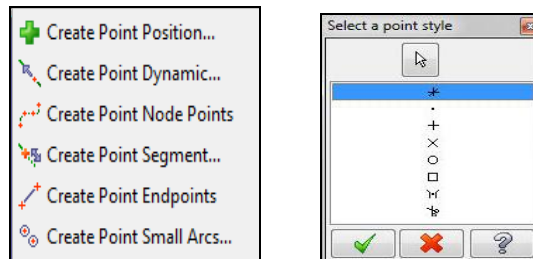 Create Point Position...
Create Point Dynamic...
Create Point Node Points
Create Point Segment...
Create Point Endpoints
Create Point Small Arcs...
Select a point style